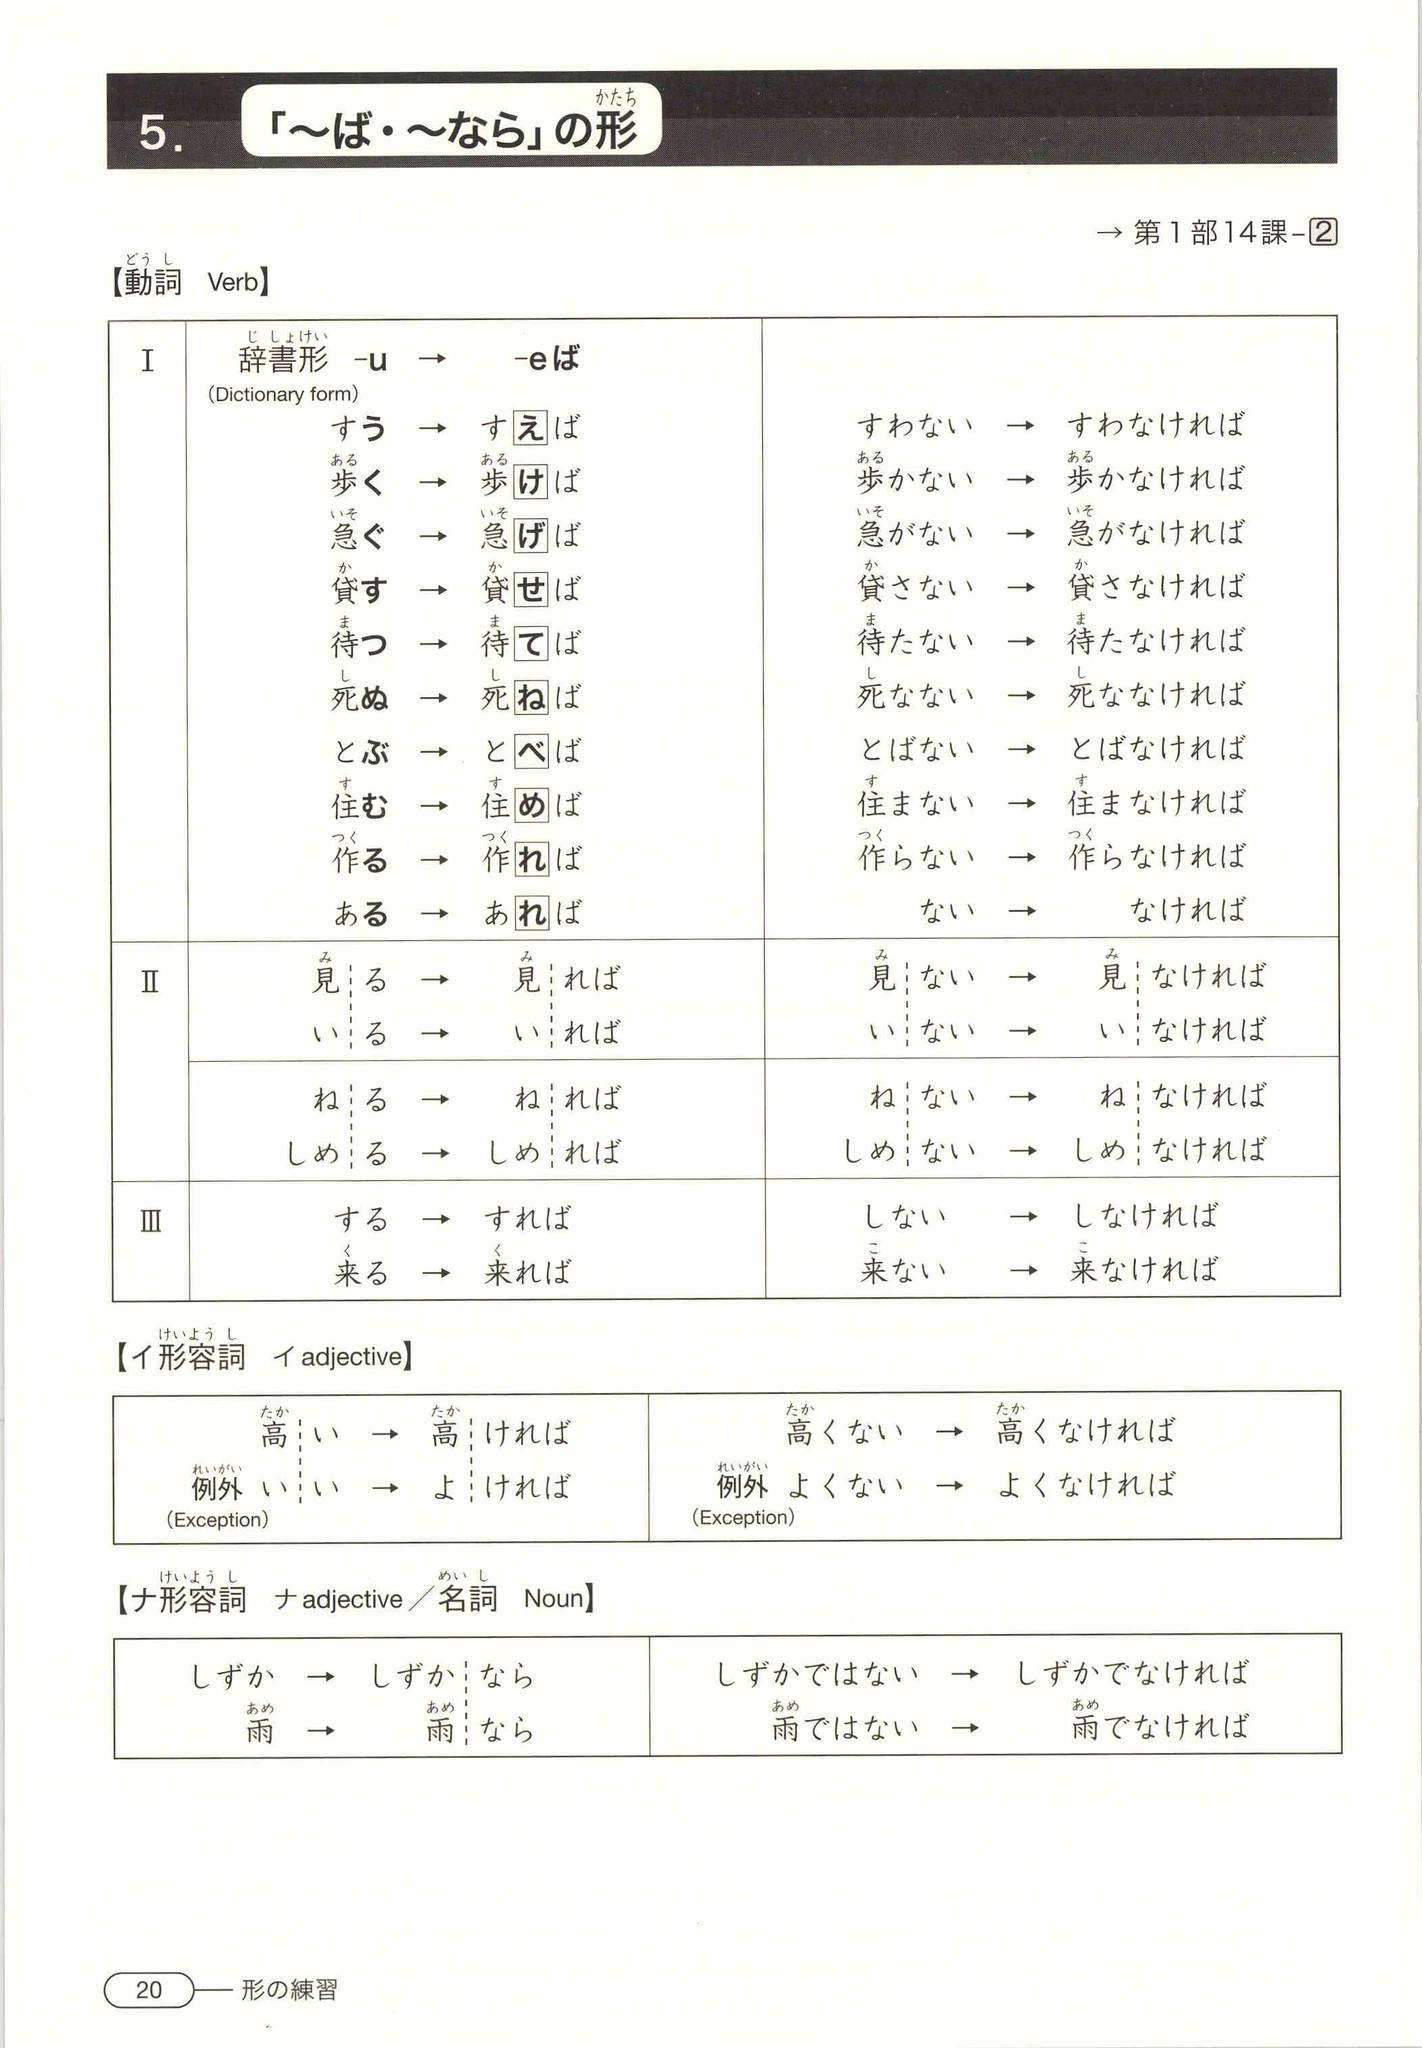 5. 「～ば・～なら」の形
かたち
→ 第1部14課－2
どうし
【動詞 Verb】
Ⅰ
じしょけい
辞書形 -u → -eば
(Dictionary form)
すう → すえば すわない → すわなければ
ある ある ある ある
歩く → 歩けば 歩かない → 歩かなければ
いそ いそ いそ いそ
急ぐ → 急げば 急がない → 急がなければ
か か か か
貸す → 貸せば 貸さない → 貸さなければ
ま ま ま ま
待つ → 待てば 待たない → 待たなければ
し し し し
死ぬ → 死ねば 死なない → 死ななければ
とぶ → とべば とばない → とばなければ
す す す す
住む → 住めば 住まない → 住まなければ
つく つく つく つく
作る → 作れば 作らない → 作らなければ
ある → あれば ない → なければ
み み み み
Ⅱ 見る → 見れば 見ない → 見なければ
いる → いれば いない → いなければ
ねる → ねれば ねない → ねなければ
しめる → しめれば しめない → しめなければ
Ⅲ する → すれば しない → しなければ
く く こ こ
来る → 来れば 来ない → 来なければ
けいようし
【イ形容詞 イ adjective】
たか たか たか たか
高い → 高ければ 高くない → 高くなければ
れいがい れいがい
例外 いい → よければ 例外 よくない → よくなければ
(Exception) (Exception)
けいようし めいし
【ナ形容詞 ナ adjective／名詞 Noun】
しずか → しずかなら しずかではない → しずかでなければ
あめ あめ あめ あめ
雨 → 雨なら 雨ではない → 雨でなければ
20 形の練習